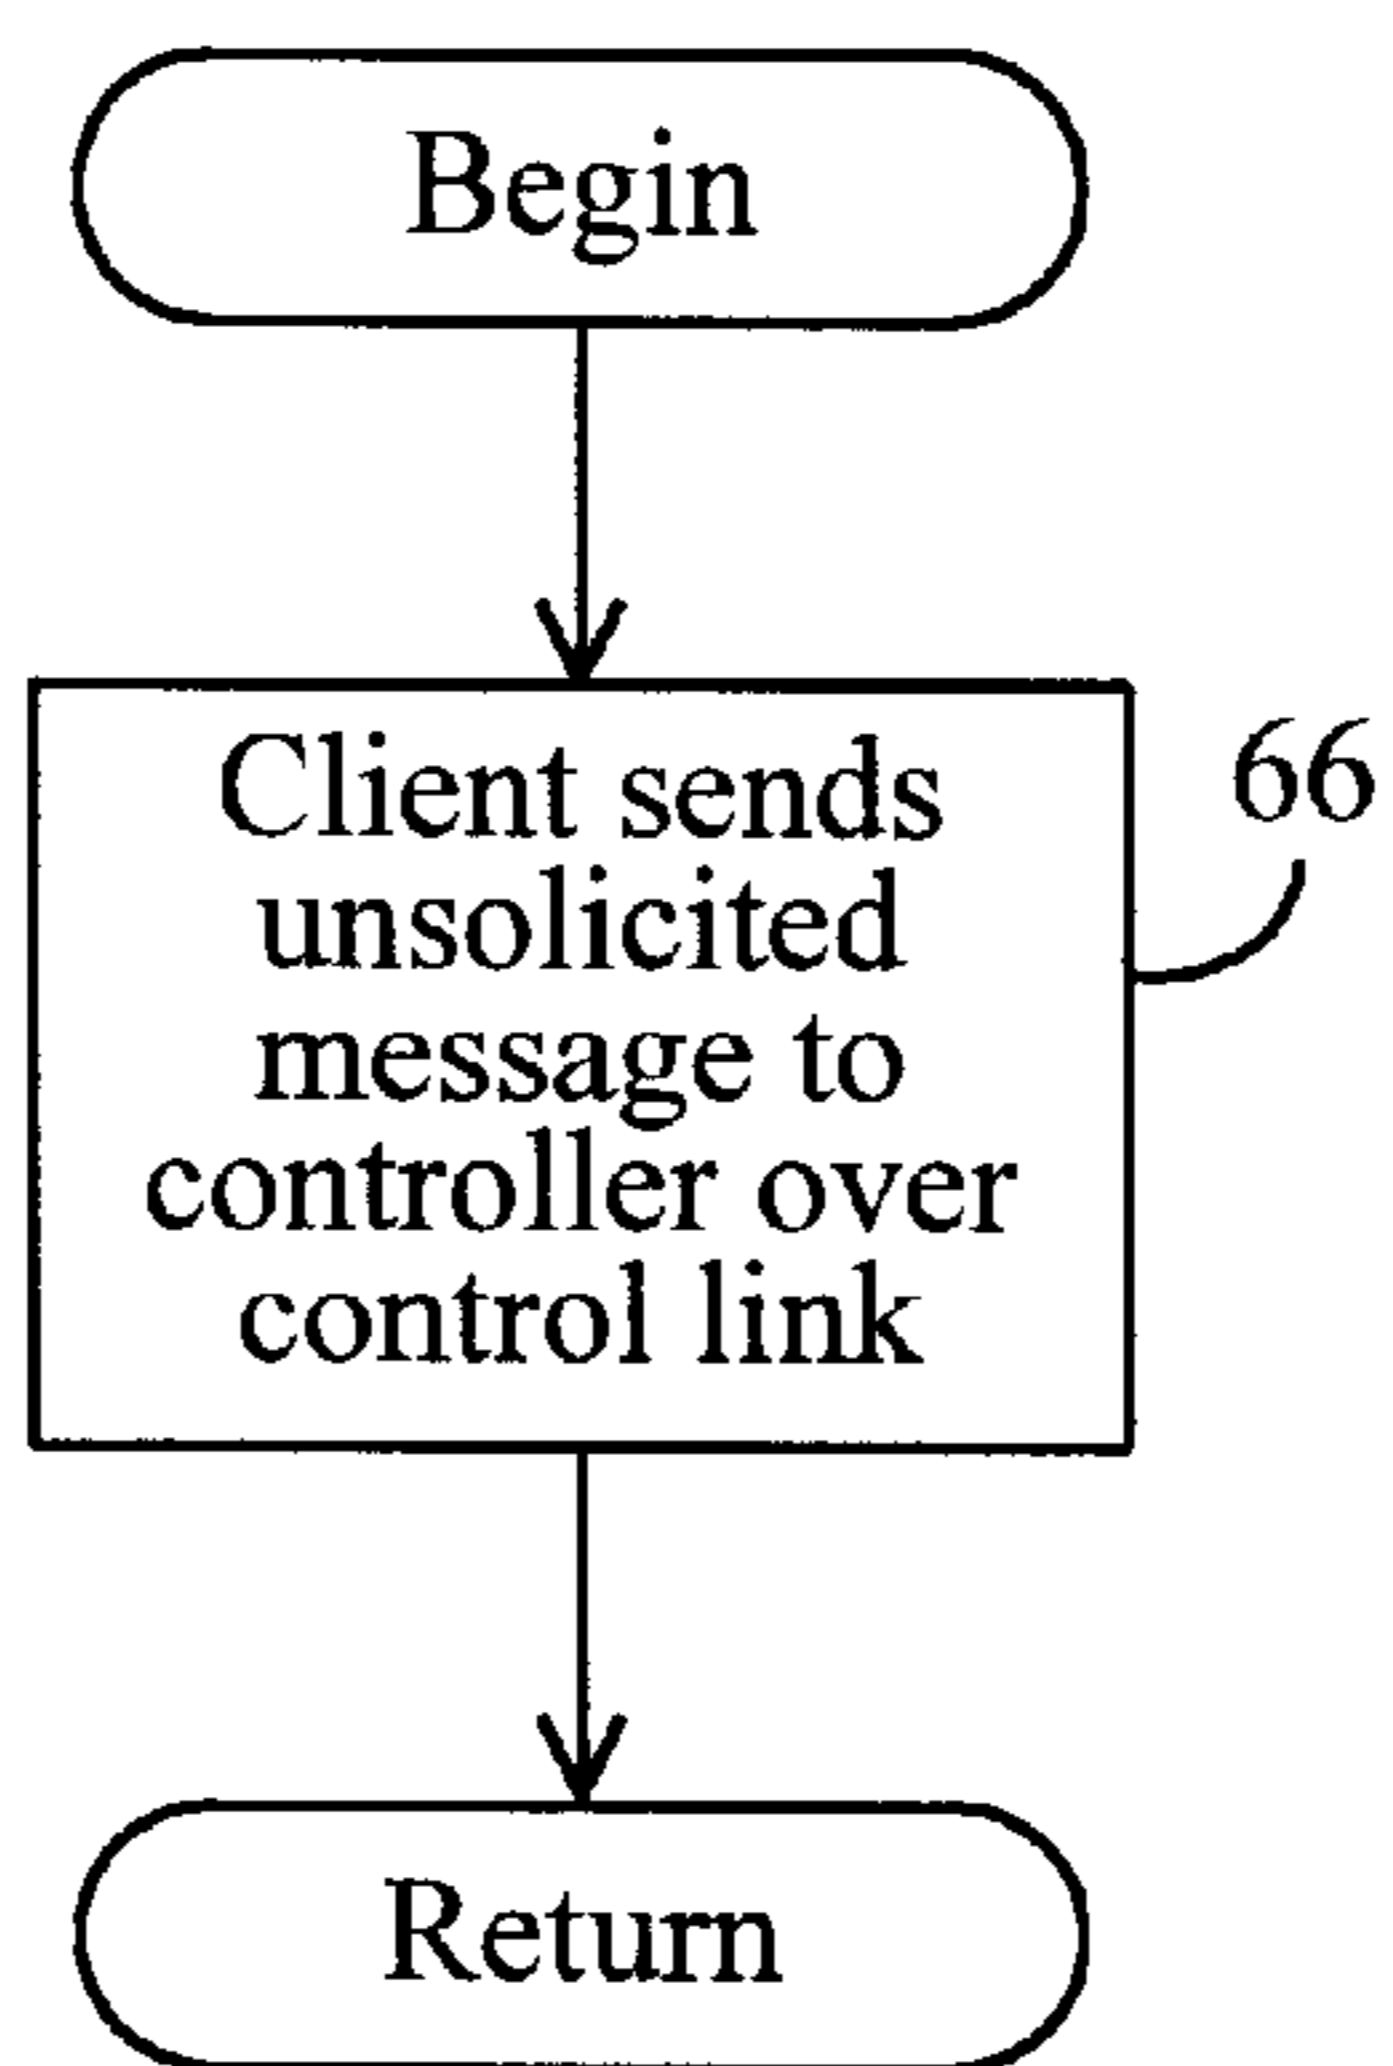 Begin
Client sends
66
unsolicited
message to
controller over
control link
Return